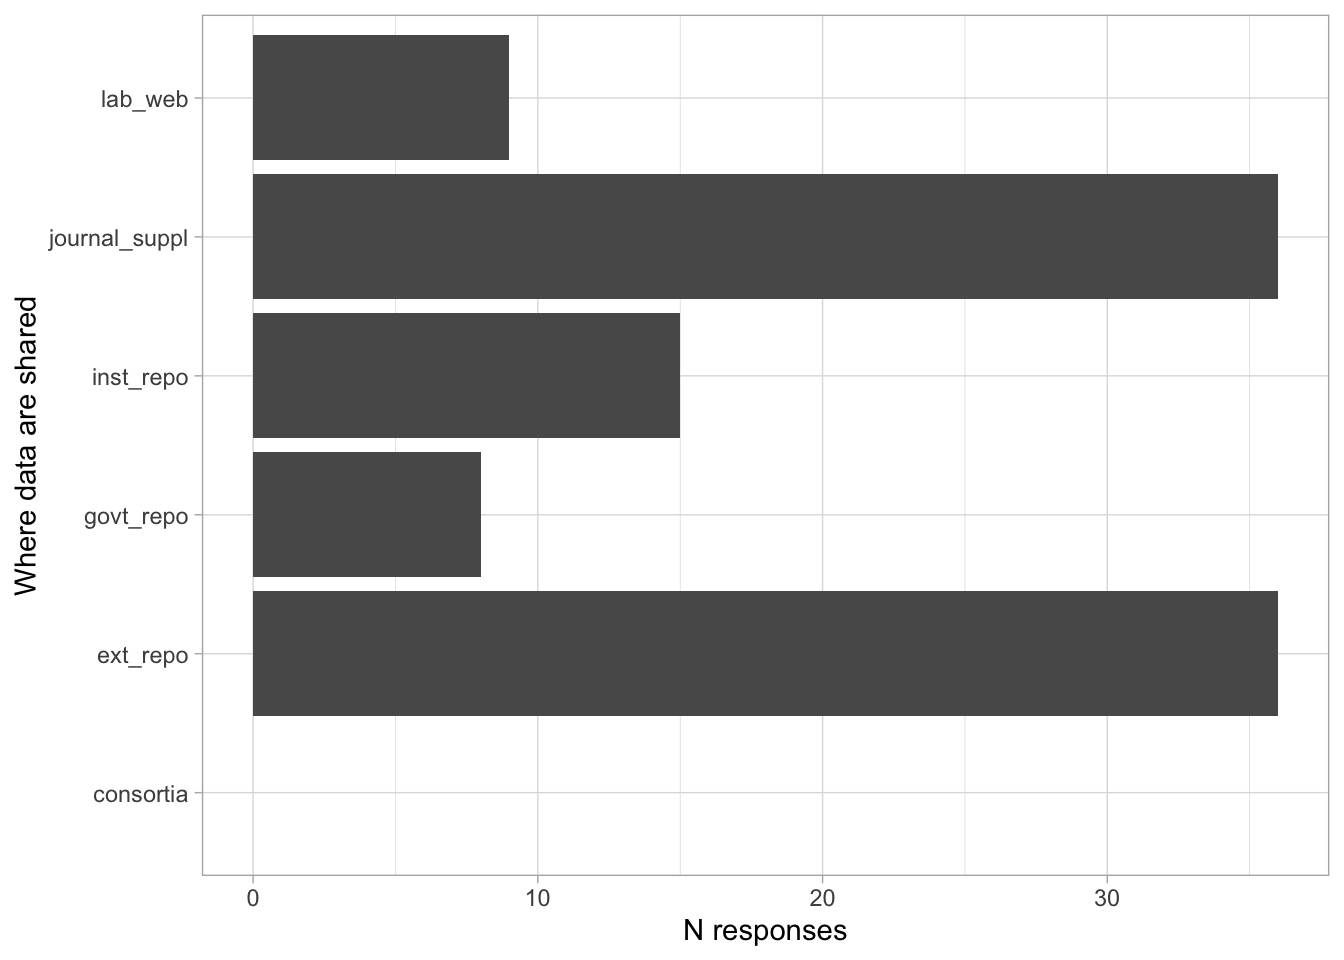 lab_web
journal_suppl
inst_repo
govt_repo
ext_repo
consortia
Where data are shared
0 10 20 30
N responses